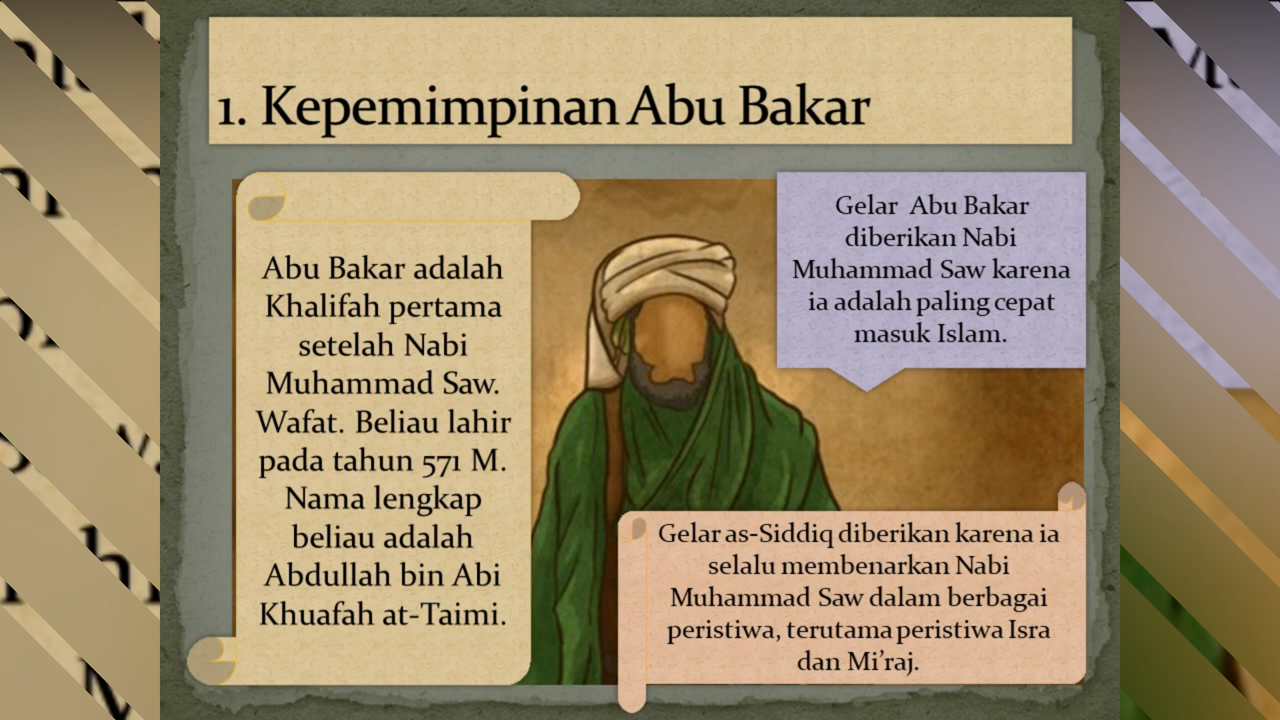 1. Kepemimpinan Abu Bakar
Abu Bakar adalah
Khalifah pertama
setelah Nabi
Muhammad Saw.
Wafat. Beliau lahir
pada tahun 571 M.
Nama lengkap
beliau adalah
Abdullah bin Abi
Khuafah at-Taimi.
Gelar Abu Bakar
diberikan Nabi
Muhammad Saw karena
ia adalah paling cepat
masuk Islam.
Gelar as-Siddiq diberikan karena ia
selalu membenarkan Nabi
Muhammad Saw dalam berbagai
peristiwa, terutama peristiwa Isra
dan Mi’raj.